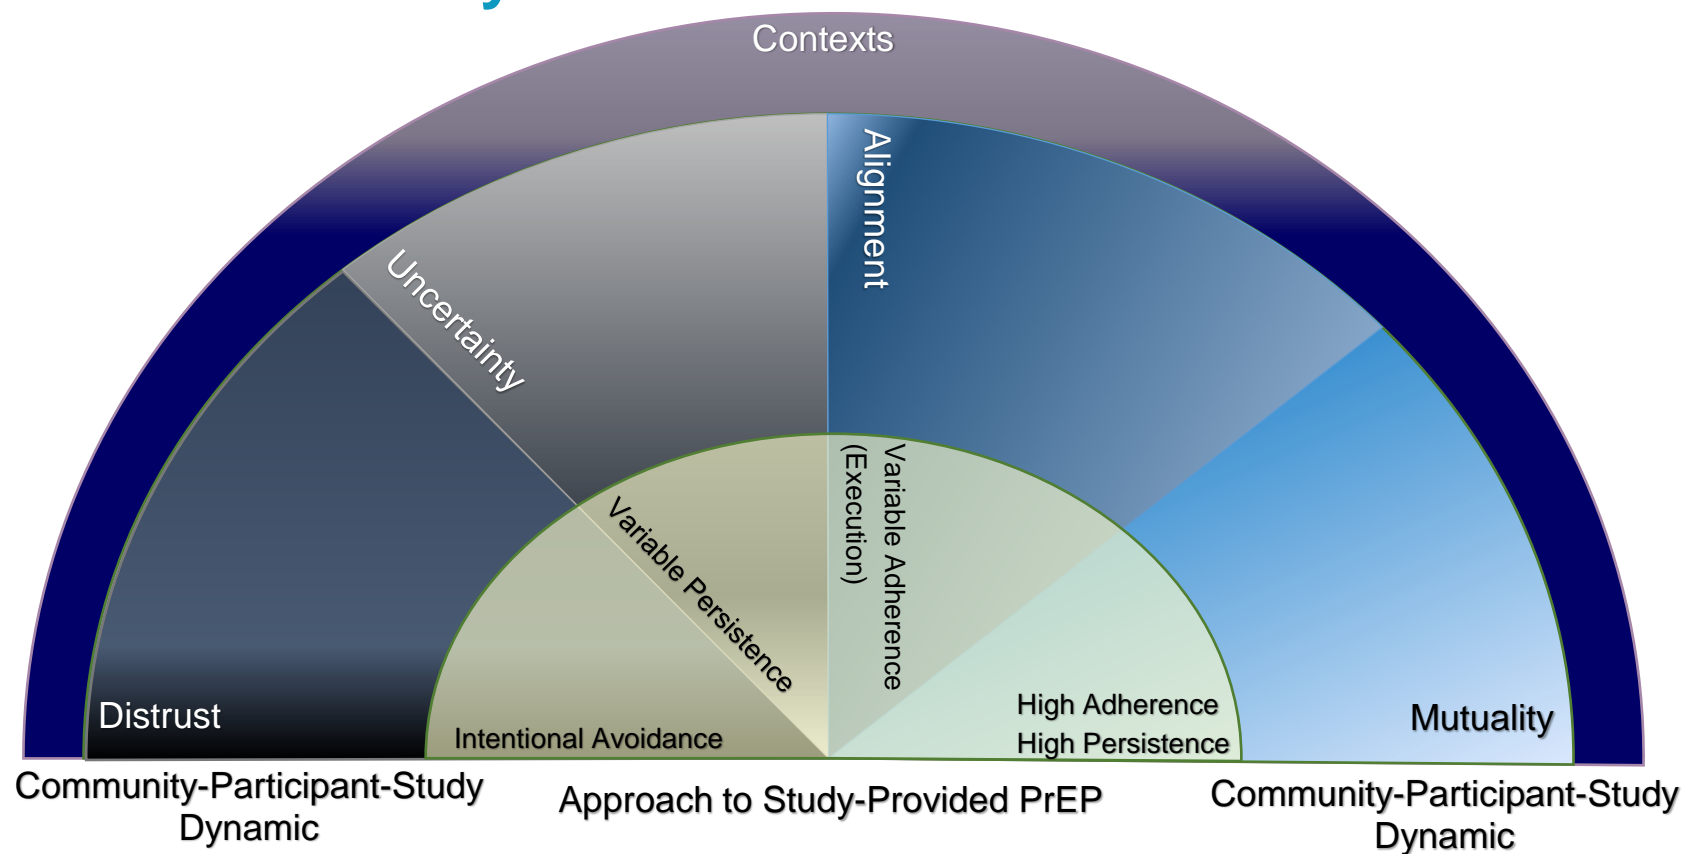 Contexts
Alignment
Uncertainty
Distrust
Mutuality
Variable Persistence
Variable Adherence
(Execution)
Intentional Avoidance
High Adherence
High Persistence
Community-Participant-Study
Dynamic
Approach to Study-Provided PrEP
Community-Participant-Study
Dynamic